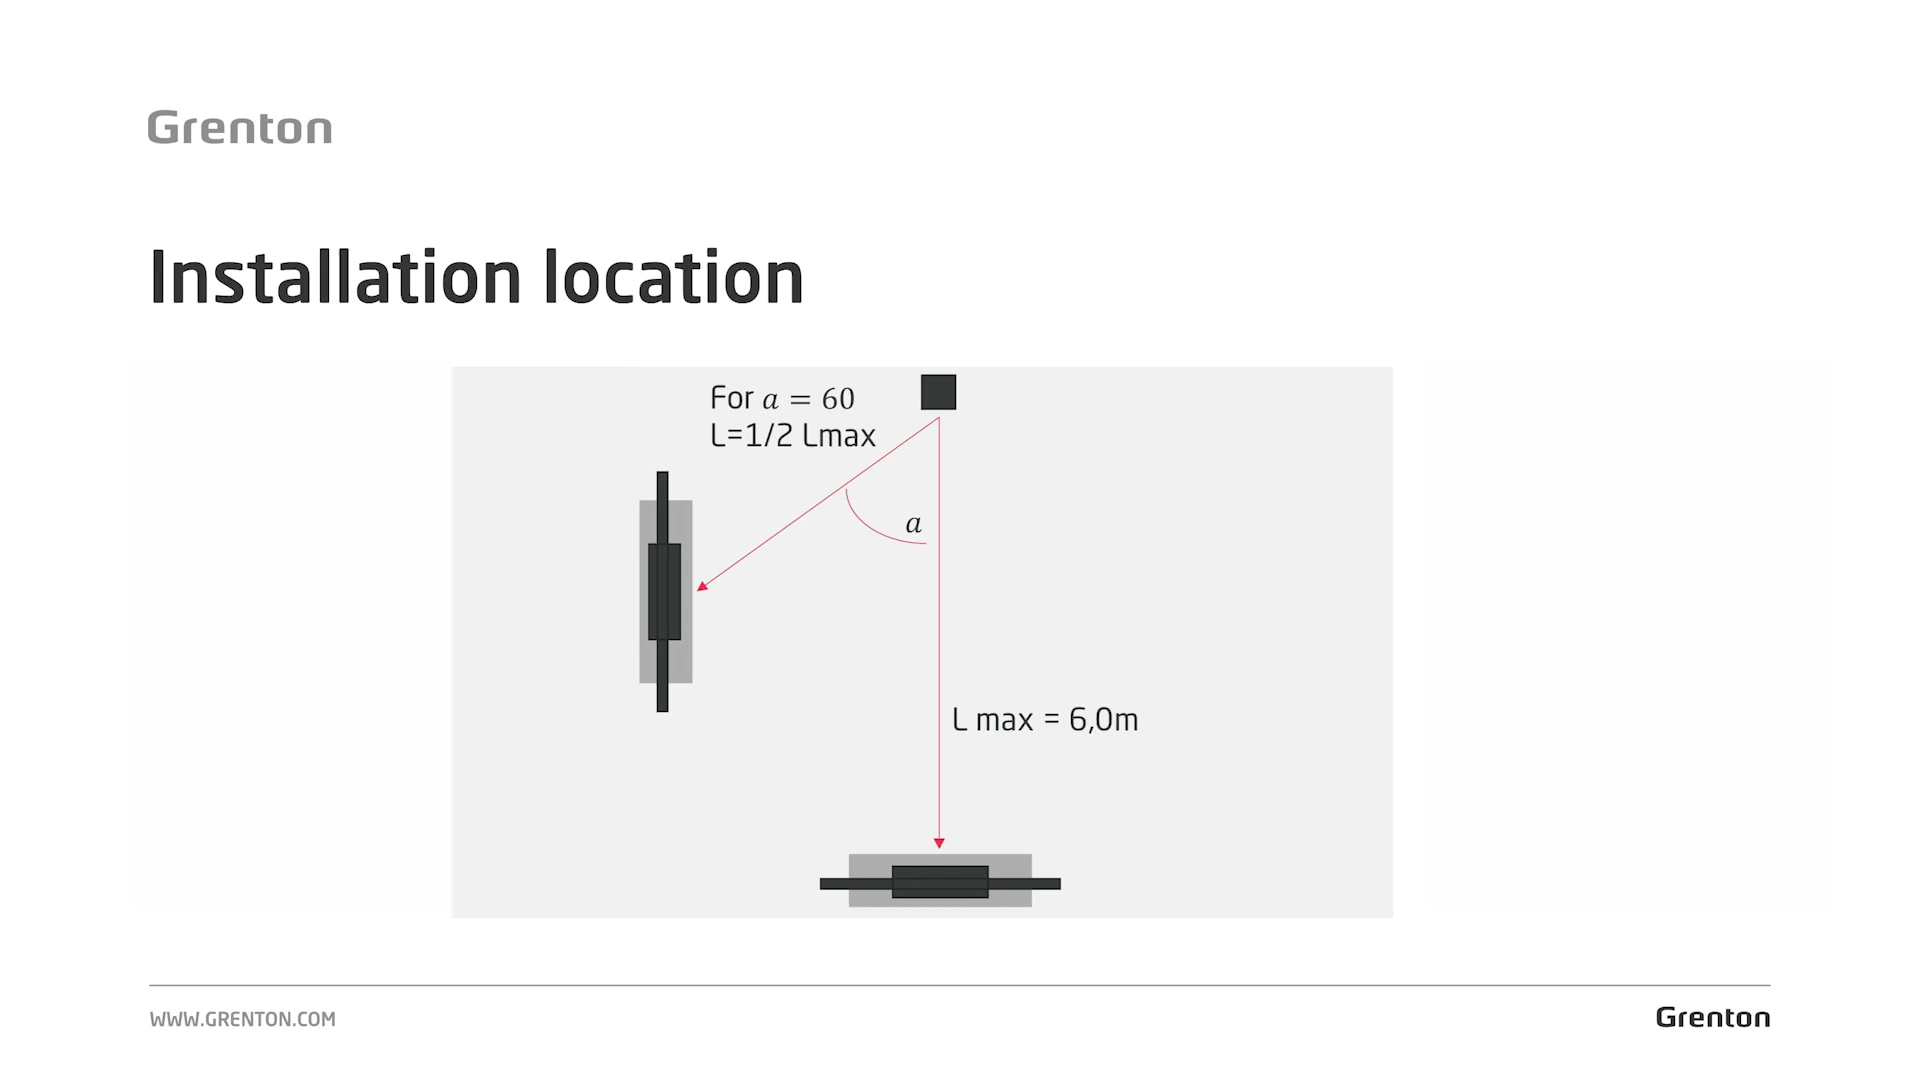 Grenton
Installation location
For a = 60
L=1/2 Lmax
a
L max = 6,0m
WWW.GRENTON.COM
Grenton